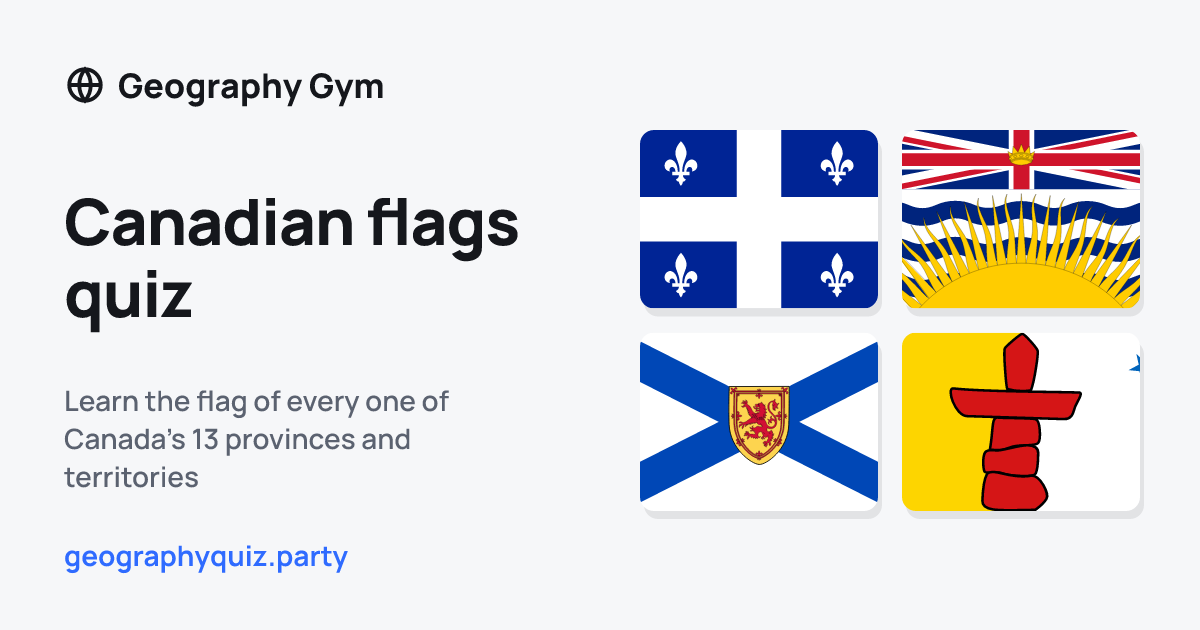 Geography Gym
Canadian flags
quiz
Learn the flag of every one of
Canada's 13 provinces and
territories
geographyquiz.party